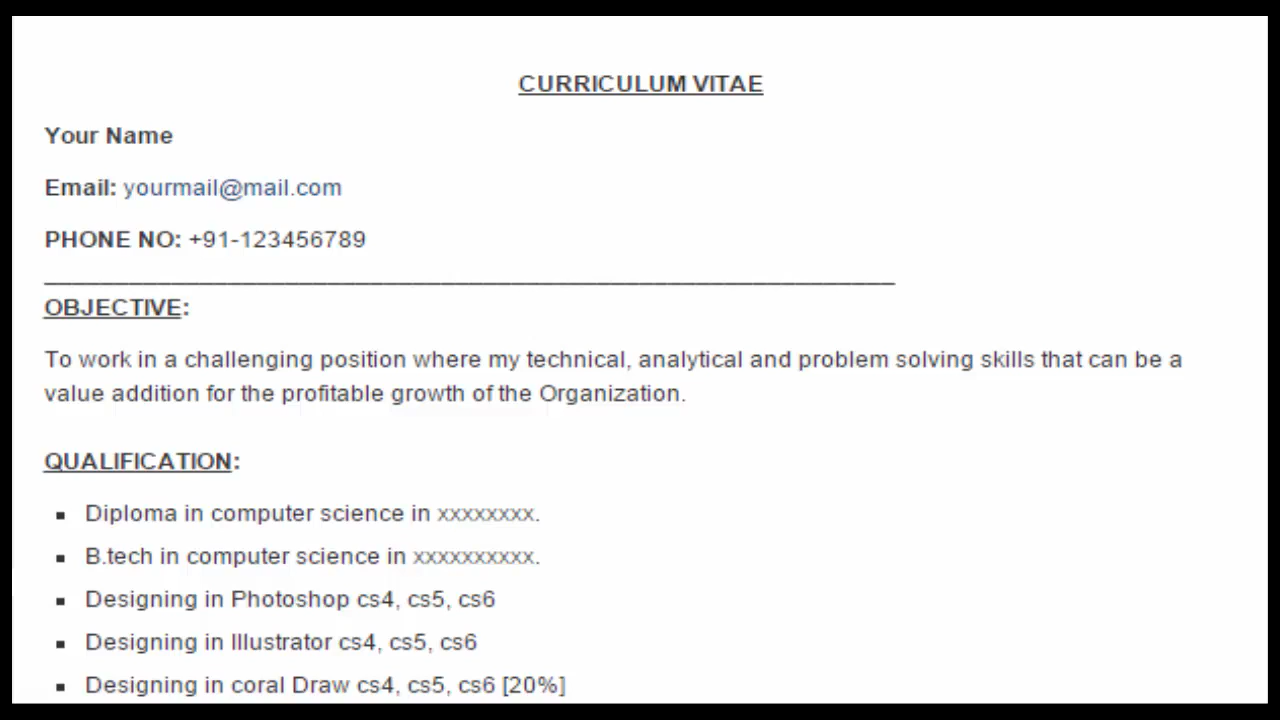 CURRICULUM VITAE
Your Name
Email: yourmail@mail.com
PHONE NO: +91-123456789
OBJECTIVE:
To work in a challenging position where my technical, analytical and problem solving skills that can be a
value addition for the profitable growth of the Organization.
QUALIFICATION:
Diploma in computer science in xxxxxxxx.
B.tech in computer science in xxxxxxxxxx.
Designing in Photoshop cs4, cs5, cs6
Designing in Illustrator cs4, cs5, cs6
Designing in coral Draw cs4, cs5, cs6 [20%]